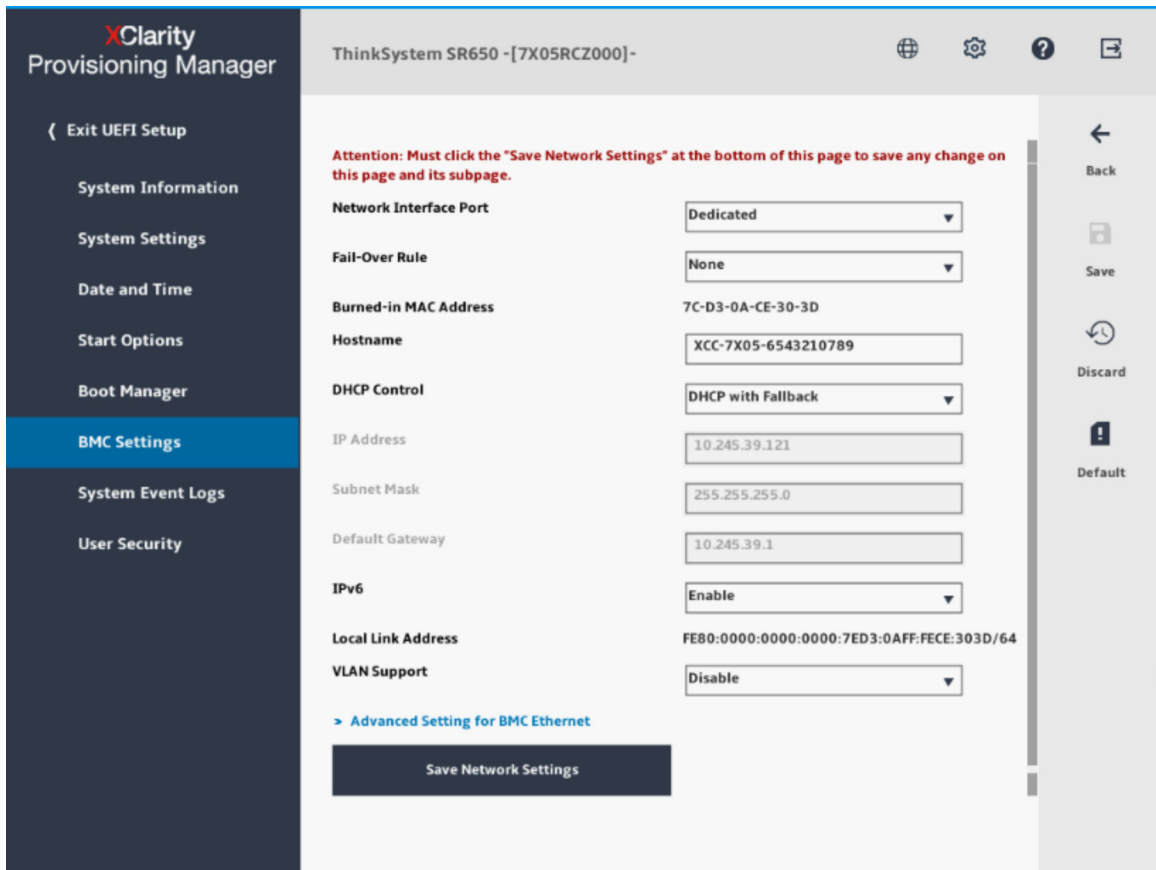 XClarity
Provisioning Manager
ThinkSystem SR650 -[7X05RCZ000]-
❬ Exit UEFI Setup
System Information
System Settings
Date and Time
Start Options
Boot Manager
BMC Settings
System Event Logs
User Security
Attention: Must click the "Save Network Settings" at the bottom of this page to save any change on
this page and its subpage.
Network Interface Port Dedicated
Fail-Over Rule None
Burned-in MAC Address 7C-D3-0A-CE-30-3D
Hostname XCC-7X05-6543210789
DHCP Control DHCP with Fallback
IP Address 10.245.39.121
Subnet Mask 255.255.255.0
Default Gateway 10.245.39.1
IPv6 Enable
Local Link Address FE80:0000:0000:0000:7ED3:0AFF:FECE:303D/64
VLAN Support Disable
> Advanced Setting for BMC Ethernet
Save Network Settings
Back
Save
Discard
Default